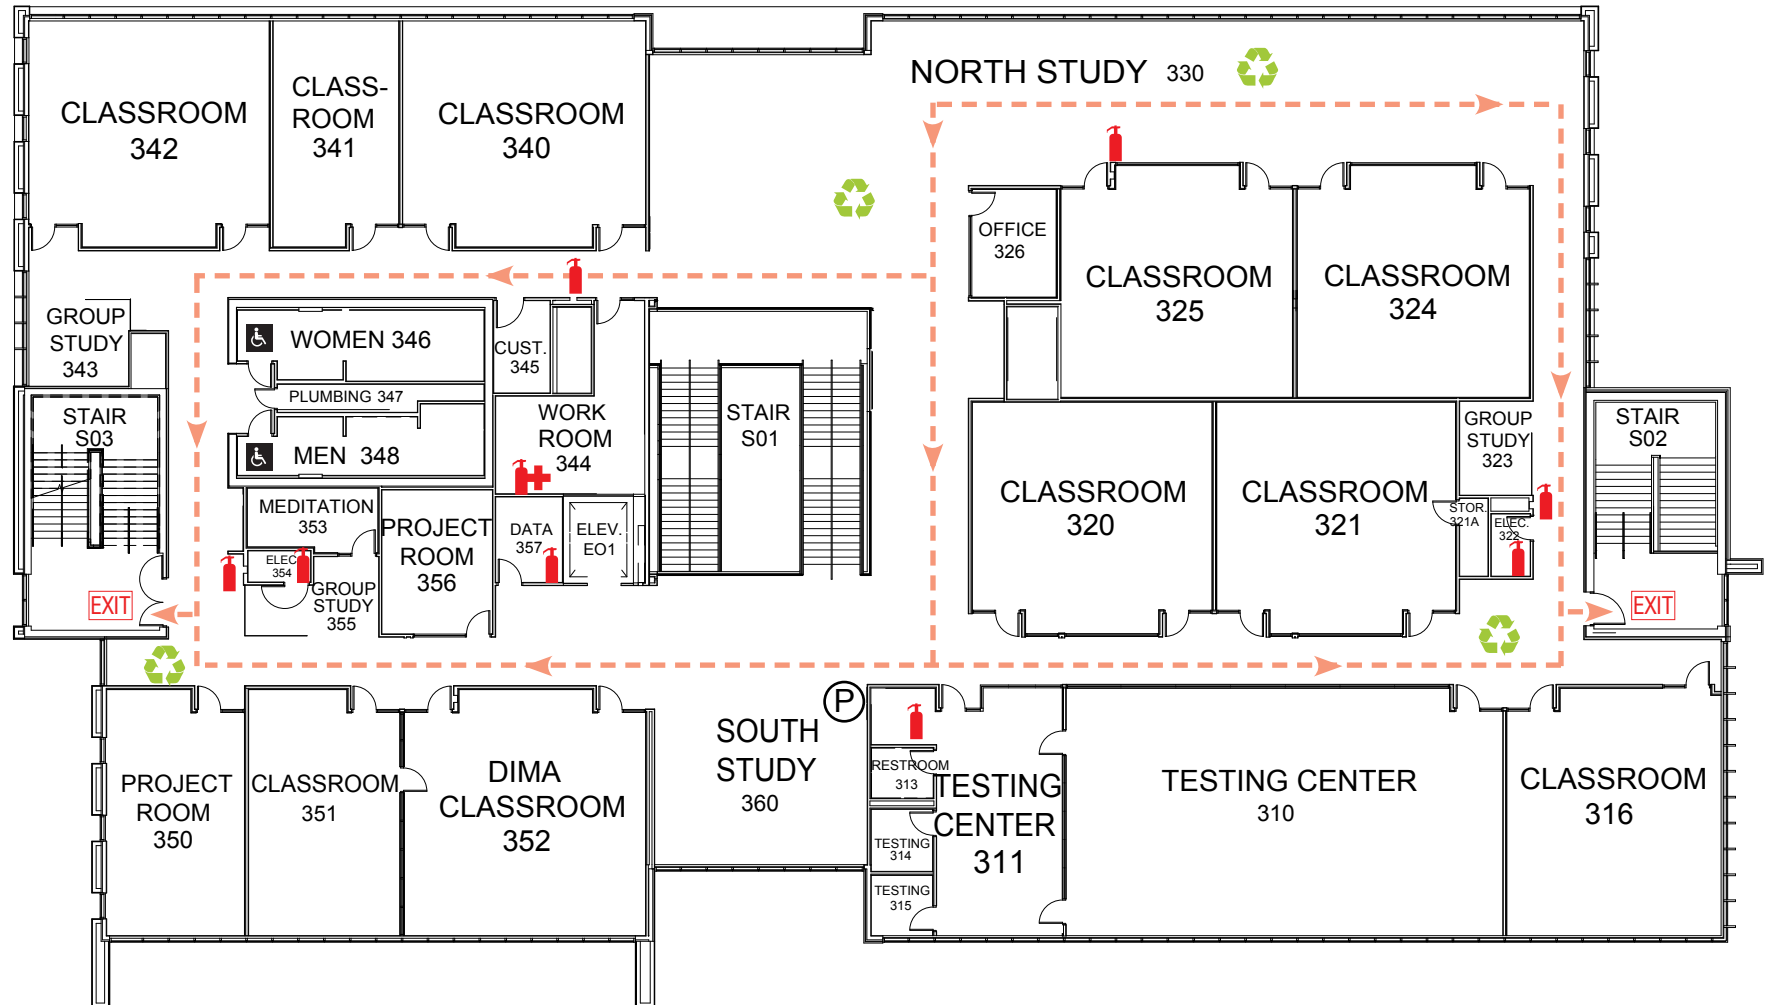 NORTH STUDY 330
CLASSROOM
342
CLASS-
ROOM
341
CLASSROOM
340
OFFICE
326
CLASSROOM
325
CLASSROOM
324
GROUP
STUDY
343
WOMEN 346
CUST.
345
PLUMBING 347
MEN 348
WORK
ROOM
344
STAIR
S01
STAIR
S03
STAIR
S02
GROUP
STUDY
323
CLASSROOM
320
CLASSROOM
321
STOR.
321A
ELEC.
322
MEDITATION
353
PROJECT
ROOM
356
DATA
357
ELEV.
EO1
ELEC
354
GROUP
STUDY
355
EXIT
EXIT
P
PROJECT
ROOM
350
CLASSROOM
351
DIMA
CLASSROOM
352
SOUTH
STUDY
360
RESTROOM
313
TESTING
CENTER
311
TESTING
314
TESTING
315
TESTING CENTER
310
CLASSROOM
316